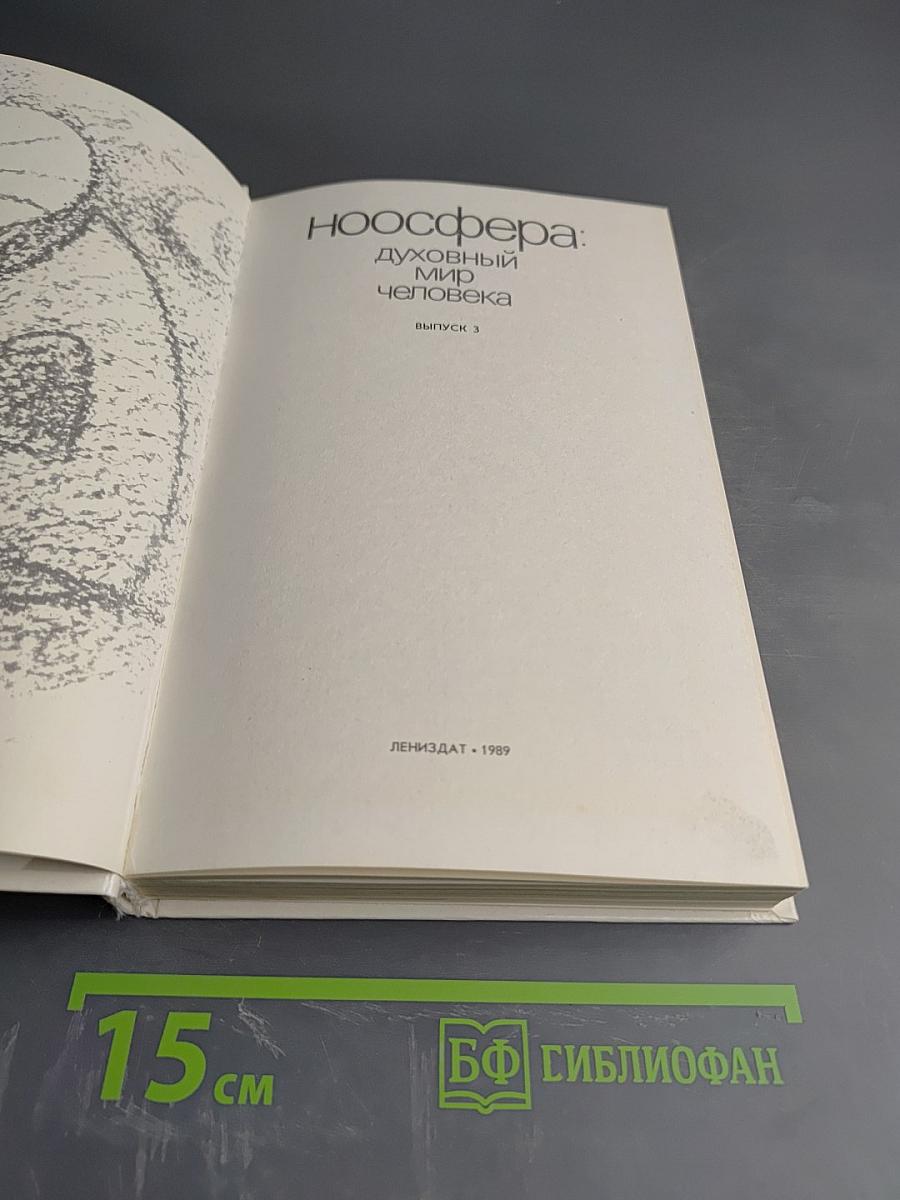 ноосфера:
духовный
мир
человека
ВЫПУСК 3
ЛЕНИЗДАТ • 1989
15 см
БФ БИБЛИОФАН